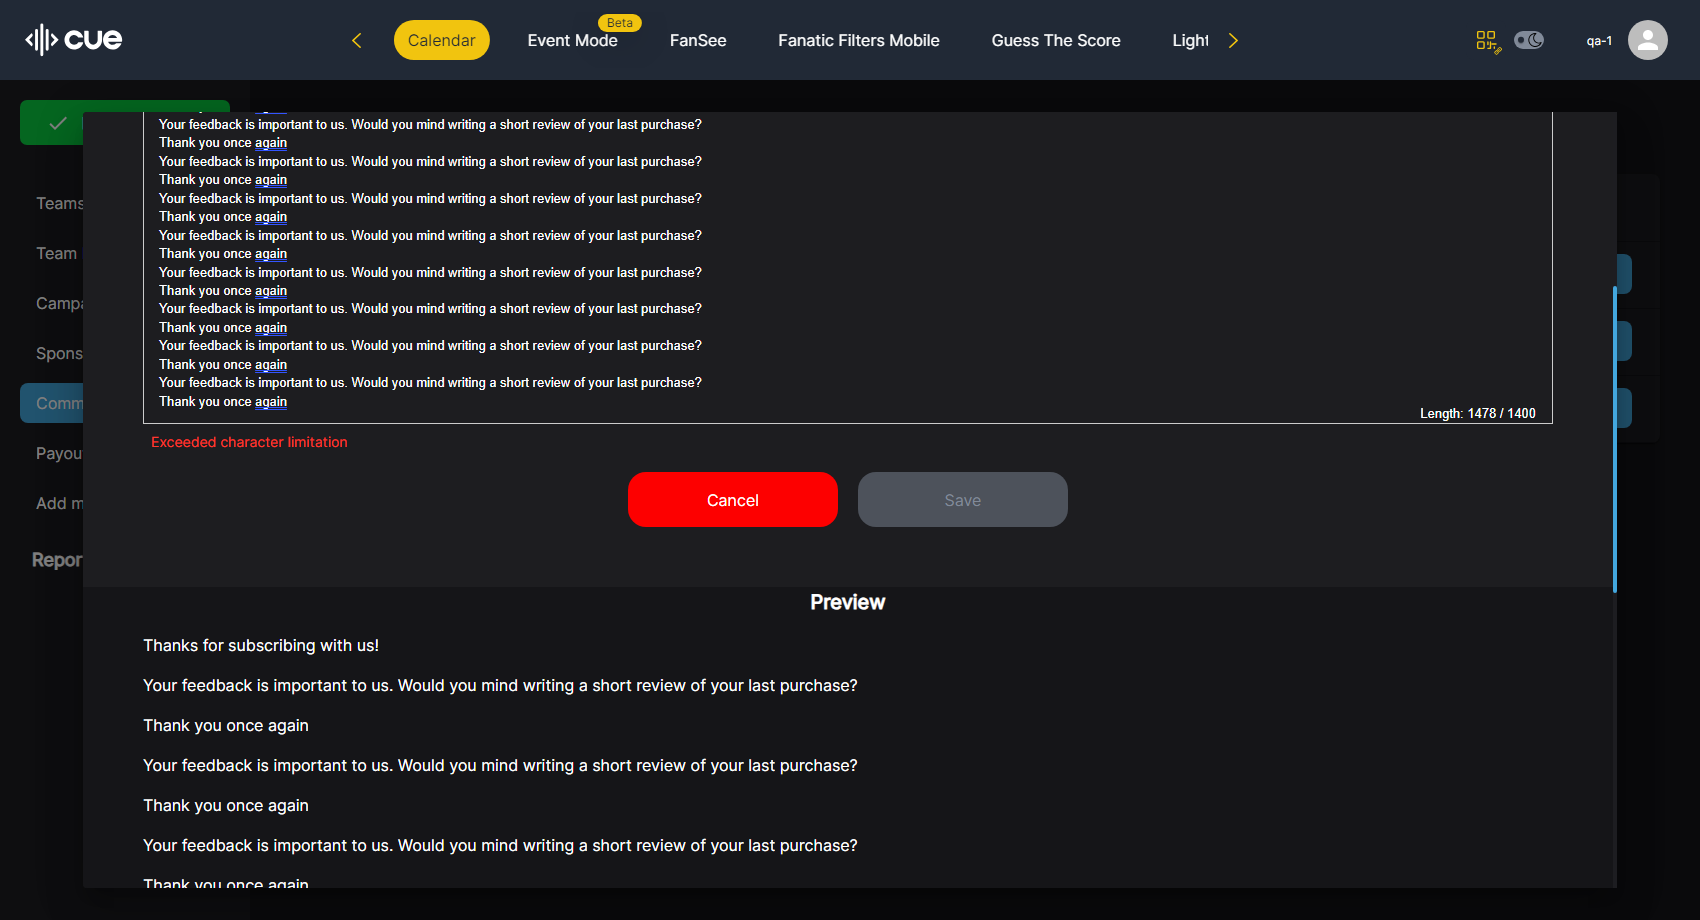 cue
Calendar
Event Mode
Beta
FanSee
Fanatic Filters Mobile
Guess The Score
Light
qa-1
Teams
Team
Campa
Spons
Comm
Payou
Add m
Repor
Your feedback is important to us. Would you mind writing a short review of your last purchase?
Thank you once again
Your feedback is important to us. Would you mind writing a short review of your last purchase?
Thank you once again
Your feedback is important to us. Would you mind writing a short review of your last purchase?
Thank you once again
Your feedback is important to us. Would you mind writing a short review of your last purchase?
Thank you once again
Your feedback is important to us. Would you mind writing a short review of your last purchase?
Thank you once again
Your feedback is important to us. Would you mind writing a short review of your last purchase?
Thank you once again
Your feedback is important to us. Would you mind writing a short review of your last purchase?
Thank you once again
Your feedback is important to us. Would you mind writing a short review of your last purchase?
Thank you once again
Length: 1478 / 1400
Exceeded character limitation
Cancel
Save
Preview
Thanks for subscribing with us!
Your feedback is important to us. Would you mind writing a short review of your last purchase?
Thank you once again
Your feedback is important to us. Would you mind writing a short review of your last purchase?
Thank you once again
Your feedback is important to us. Would you mind writing a short review of your last purchase?
Thank you once again